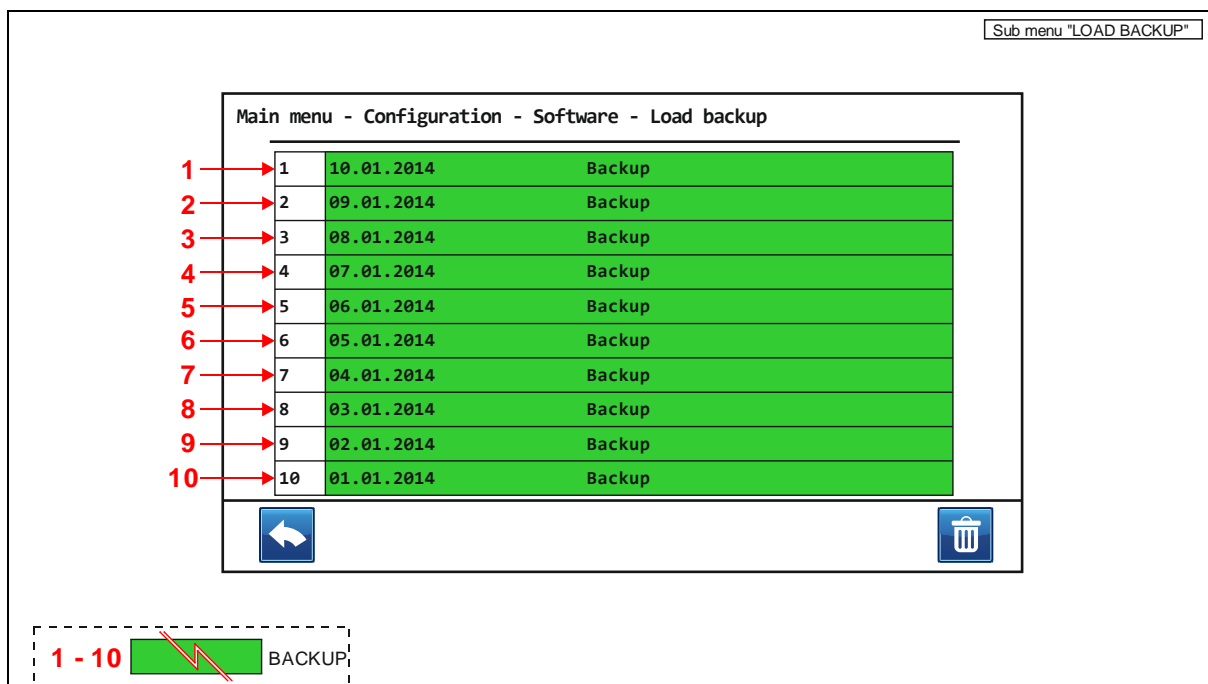 Sub menu "LOAD BACKUP"
Main menu - Configuration - Software - Load backup
1 1 10.01.2014 Backup
2 2 09.01.2014 Backup
3 3 08.01.2014 Backup
4 4 07.01.2014 Backup
5 5 06.01.2014 Backup
6 6 05.01.2014 Backup
7 7 04.01.2014 Backup
8 8 03.01.2014 Backup
9 9 02.01.2014 Backup
10 10 01.01.2014 Backup
1 - 10 BACKUP